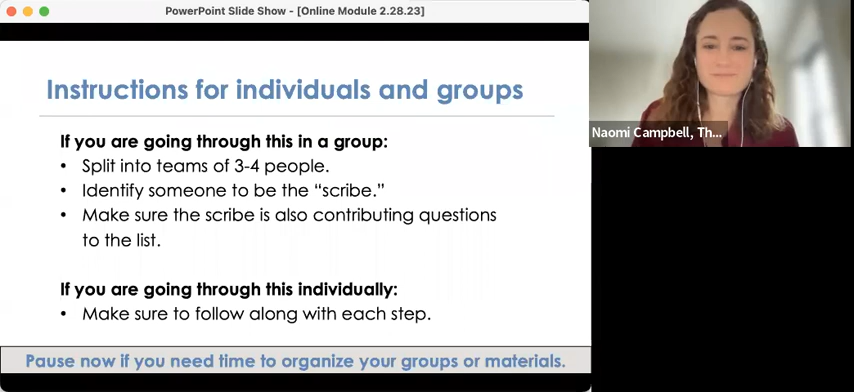 PowerPoint Slide Show - [Online Module 2.28.23]
Instructions for individuals and groups
If you are going through this in a group:
• Split into teams of 3-4 people.
• Identify someone to be the “scribe.”
• Make sure the scribe is also contributing questions
to the list.
If you are going through this individually:
• Make sure to follow along with each step.
Pause now if you need time to organize your groups or materials.
Naomi Campbell, Th...